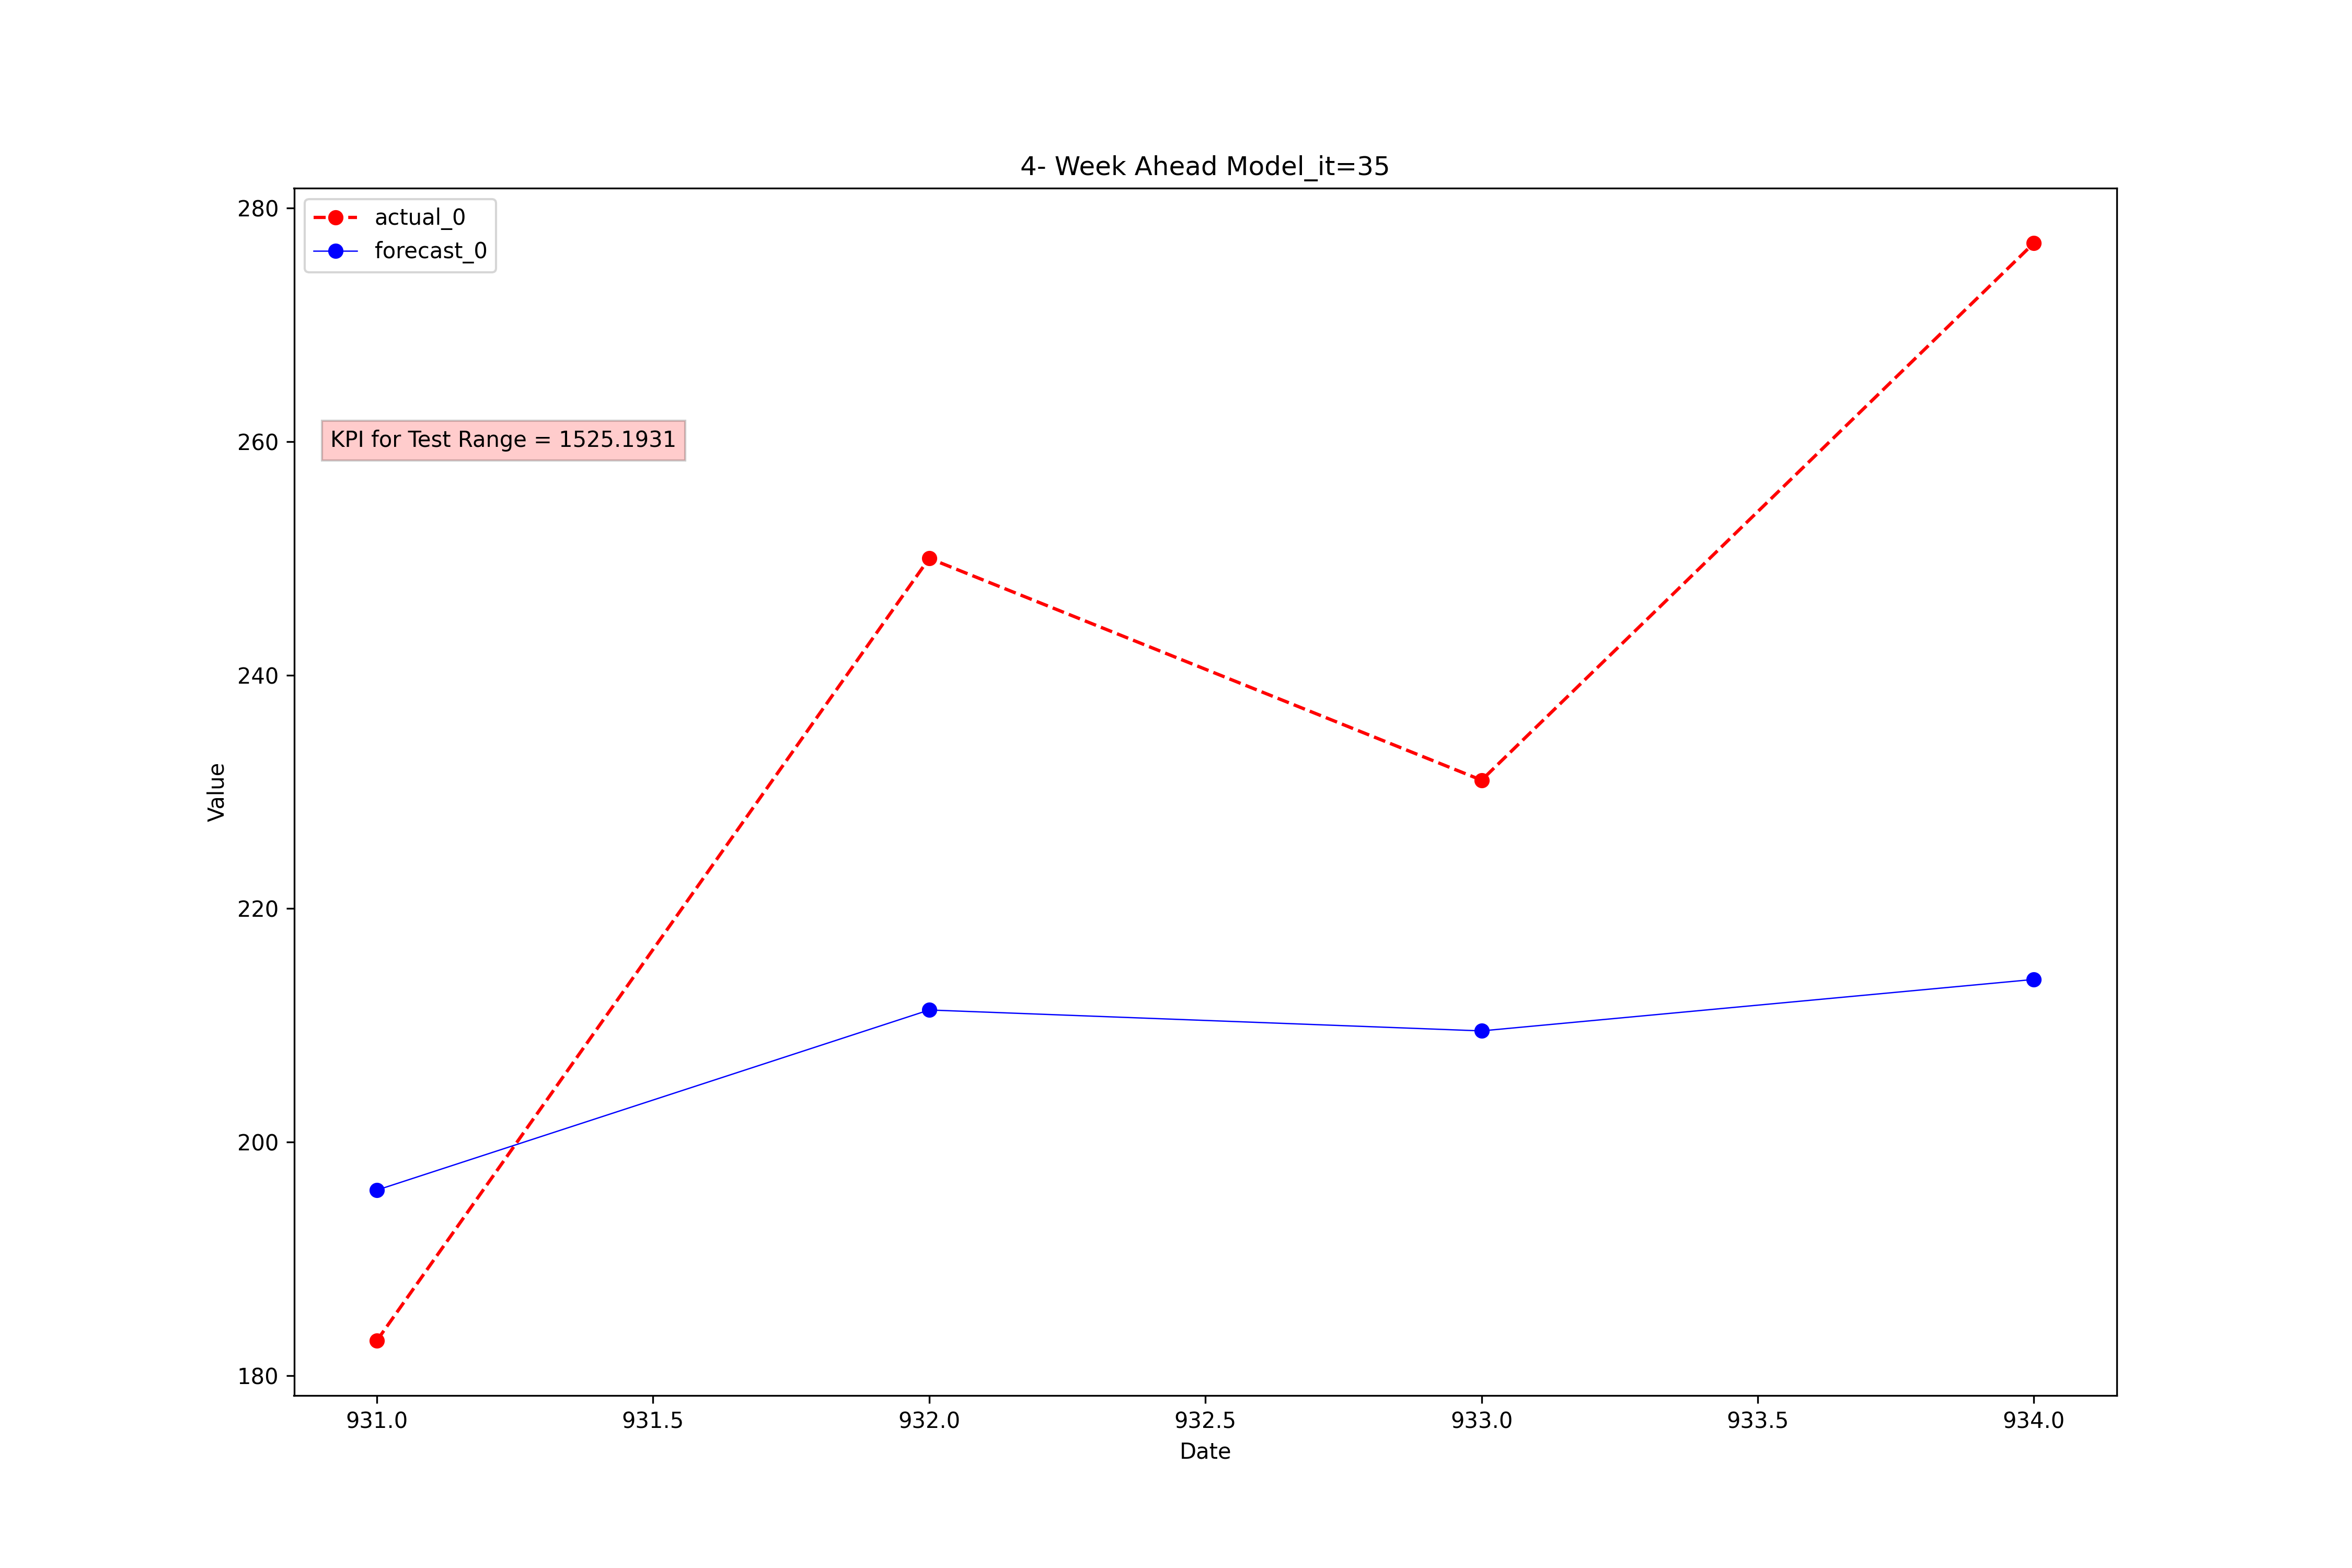 4- Week Ahead Model_it=35
280
actual_0
forecast_0
KPI for Test Range = 1525.1931
260
240
Value
220
200
180
931.0 931.5 932.0 932.5 933.0 933.5 934.0
Date